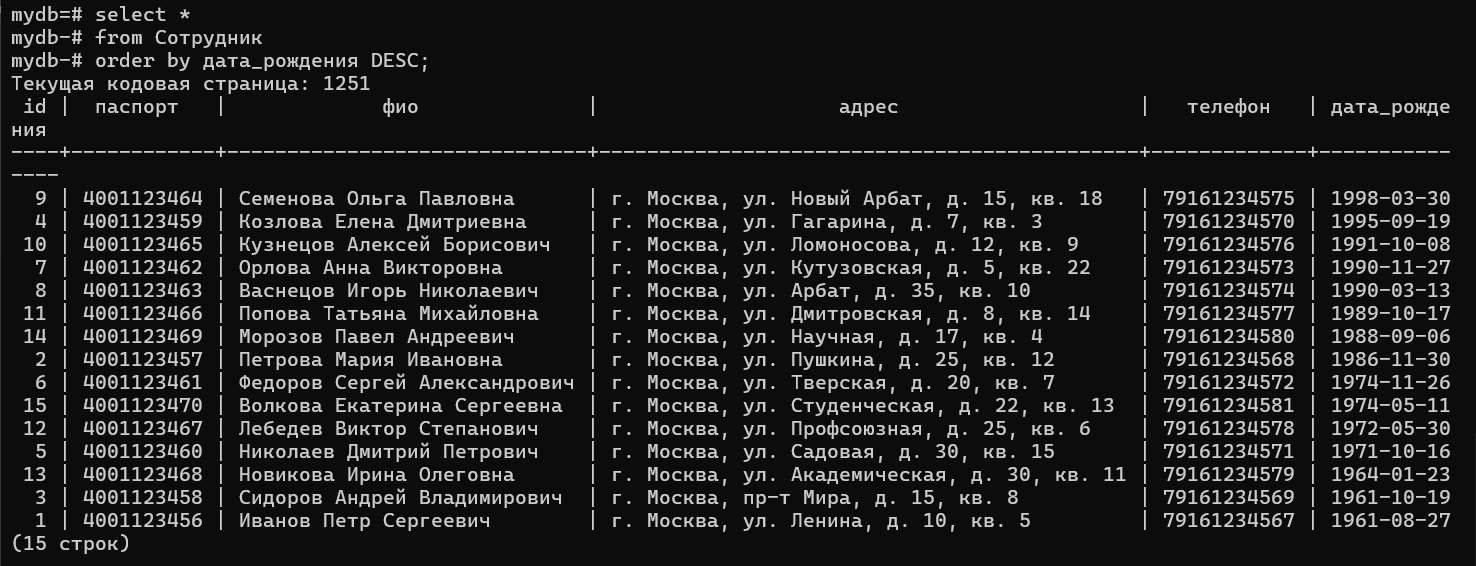 mydb=# select *
mydb-# from Сотрудник
mydb-# order by дата_рождения DESC;
Текущая кодовая страница: 1251
 id |  паспорт   |             фио              |                    адрес                    |   телефон   | дата_рожде
ния
----+------------+------------------------------+---------------------------------------------+-------------+-----------
----
  9 | 4001123464 | Семенова Ольга Павловна      | г. Москва, ул. Новый Арбат, д. 15, кв. 18   | 79161234575 | 1998-03-30
  4 | 4001123459 | Козлова Елена Дмитриевна     | г. Москва, ул. Гагарина, д. 7, кв. 3        | 79161234570 | 1995-09-19
 10 | 4001123465 | Кузнецов Алексей Борисович   | г. Москва, ул. Ломоносова, д. 12, кв. 9     | 79161234576 | 1991-10-08
  7 | 4001123462 | Орлова Анна Викторовна       | г. Москва, ул. Кутузовская, д. 5, кв. 22    | 79161234573 | 1990-11-27
  8 | 4001123463 | Васнецов Игорь Николаевич    | г. Москва, ул. Арбат, д. 35, кв. 10         | 79161234574 | 1990-03-13
 11 | 4001123466 | Попова Татьяна Михайловна    | г. Москва, ул. Дмитровская, д. 8, кв. 14    | 79161234577 | 1989-10-17
 14 | 4001123469 | Морозов Павел Андреевич      | г. Москва, ул. Научная, д. 17, кв. 4        | 79161234580 | 1988-09-06
  2 | 4001123457 | Петрова Мария Ивановна       | г. Москва, ул. Пушкина, д. 25, кв. 12       | 79161234568 | 1986-11-30
  6 | 4001123461 | Федоров Сергей Александрович | г. Москва, ул. Тверская, д. 20, кв. 7       | 79161234572 | 1974-11-26
 15 | 4001123470 | Волкова Екатерина Сергеевна  | г. Москва, ул. Студенческая, д. 22, кв. 13  | 79161234581 | 1974-05-11
 12 | 4001123467 | Лебедев Виктор Степанович    | г. Москва, ул. Профсоюзная, д. 25, кв. 6    | 79161234578 | 1972-05-30
  5 | 4001123460 | Николаев Дмитрий Петрович    | г. Москва, ул. Садовая, д. 30, кв. 15       | 79161234571 | 1971-10-16
 13 | 4001123468 | Новикова Ирина Олеговна      | г. Москва, ул. Академическая, д. 30, кв. 11 | 79161234579 | 1964-01-23
  3 | 4001123458 | Сидоров Андрей Владимирович  | г. Москва, пр-т Мира, д. 15, кв. 8          | 79161234569 | 1961-10-19
  1 | 4001123456 | Иванов Петр Сергеевич        | г. Москва, ул. Ленина, д. 10, кв. 5         | 79161234567 | 1961-08-27
(15 строк)